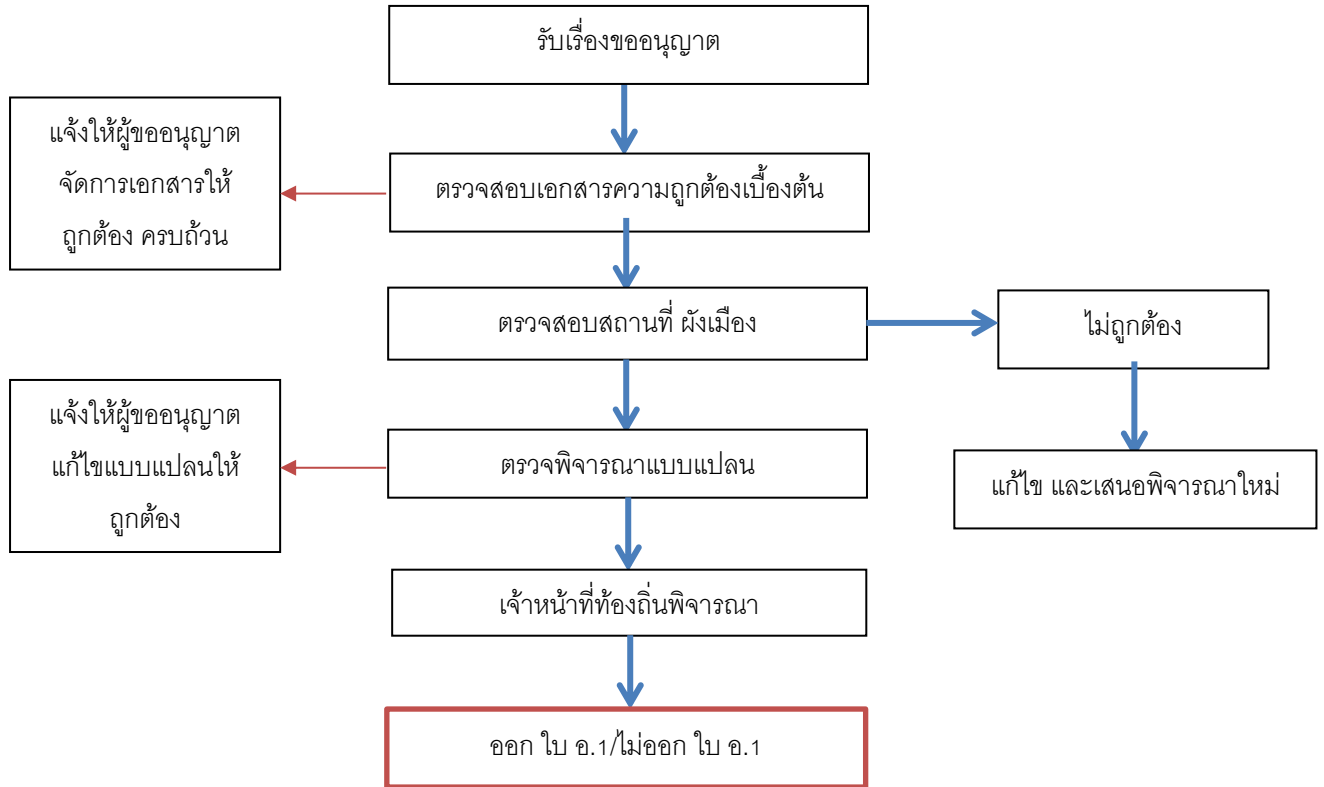 รับเรื่องขออนุญาต
แจ้งให้ผู้ขออนุญาต
จัดการเอกสารให้
ถูกต้อง ครบถ้วน
ตรวจสอบเอกสารความถูกต้องเบื้องต้น
ตรวจสอบสถานที่ ผังเมือง
ไม่ถูกต้อง
แจ้งให้ผู้ขออนุญาต
แก้ไขแบบแปลนให้
ถูกต้อง
ตรวจพิจารณาแบบแปลน
แก้ไข และเสนอพิจารณาใหม่
เจ้าหน้าที่ท้องถิ่นพิจารณา
ออก ใบ อ.1/ไม่ออก ใบ อ.1